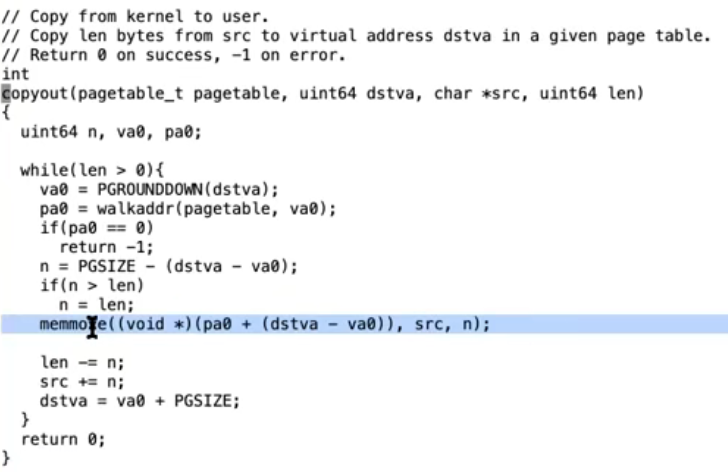 // Copy from kernel to user.
// Copy len bytes from src to virtual address dstva in a given page table.
// Return 0 on success, -1 on error.
int
copyout(pagetable_t pagetable, uint64 dstva, char *src, uint64 len)
{
  uint64 n, va0, pa0;

  while(len > 0){
    va0 = PGROUNDDOWN(dstva);
    pa0 = walkaddr(pagetable, va0);
    if(pa0 == 0)
      return -1;
    n = PGSIZE - (dstva - va0);
    if(n > len)
      n = len;
    memmove((void *)(pa0 + (dstva - va0)), src, n);

    len -= n;
    src += n;
    dstva = va0 + PGSIZE;
  }
  return 0;
}